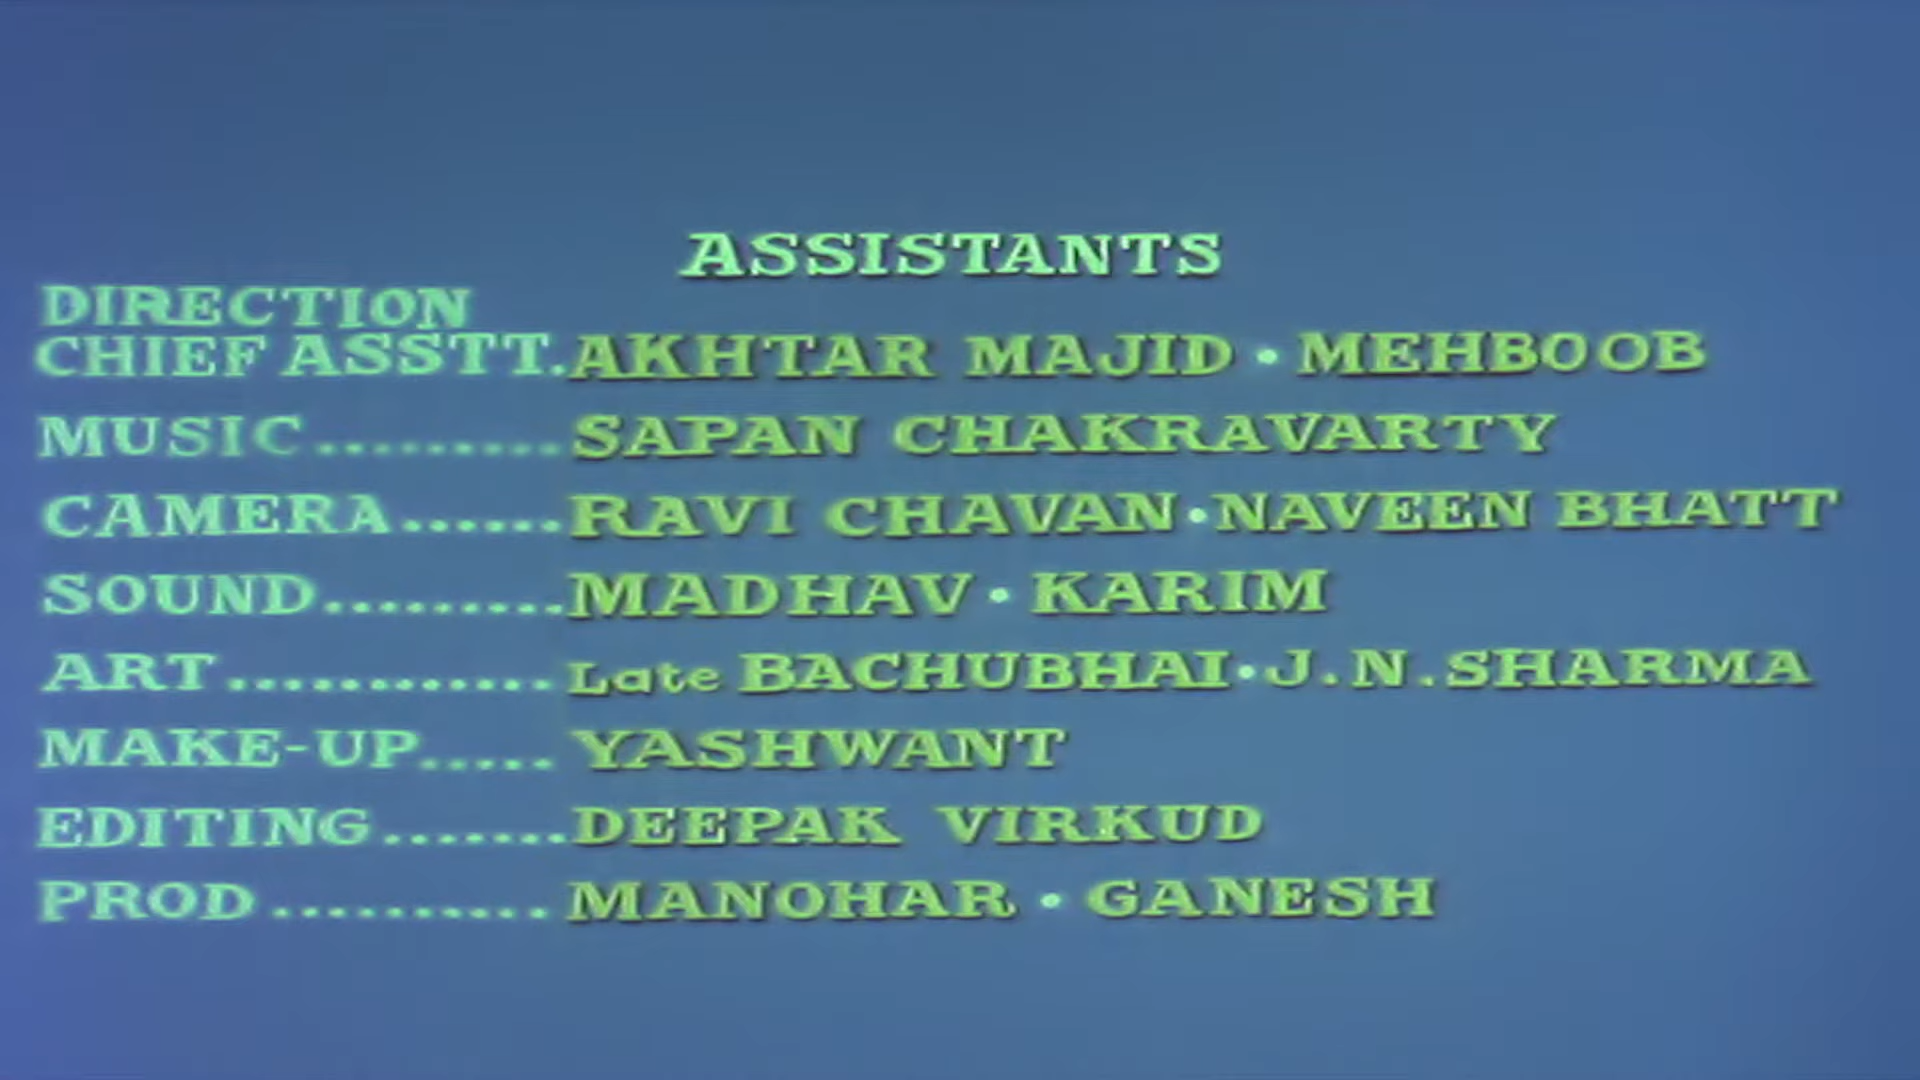 ASSISTANTS
DIRECTION
CHIEF ASSTT.AKHTAR MAJID • MEHBOOB
MUSIC.........SAPAN CHAKRAVARTY
CAMERA......RAVI CHAVAN•NAVEEN BHATT
SOUND.........MADHAV • KARIM
ART............Late BACHUBHAI•J.N.SHARMA
MAKE-UP..... YASHWANT
EDITING.......DEEPAK VIRKUD
PROD..........MANOHAR • GANESH